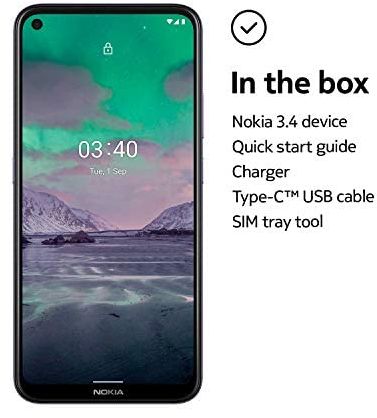 03:40
Tue, 1 Sep
NOKIA
In the box
Nokia 3.4 device
Quick start guide
Charger
Type-C™ USB cable
SIM tray tool